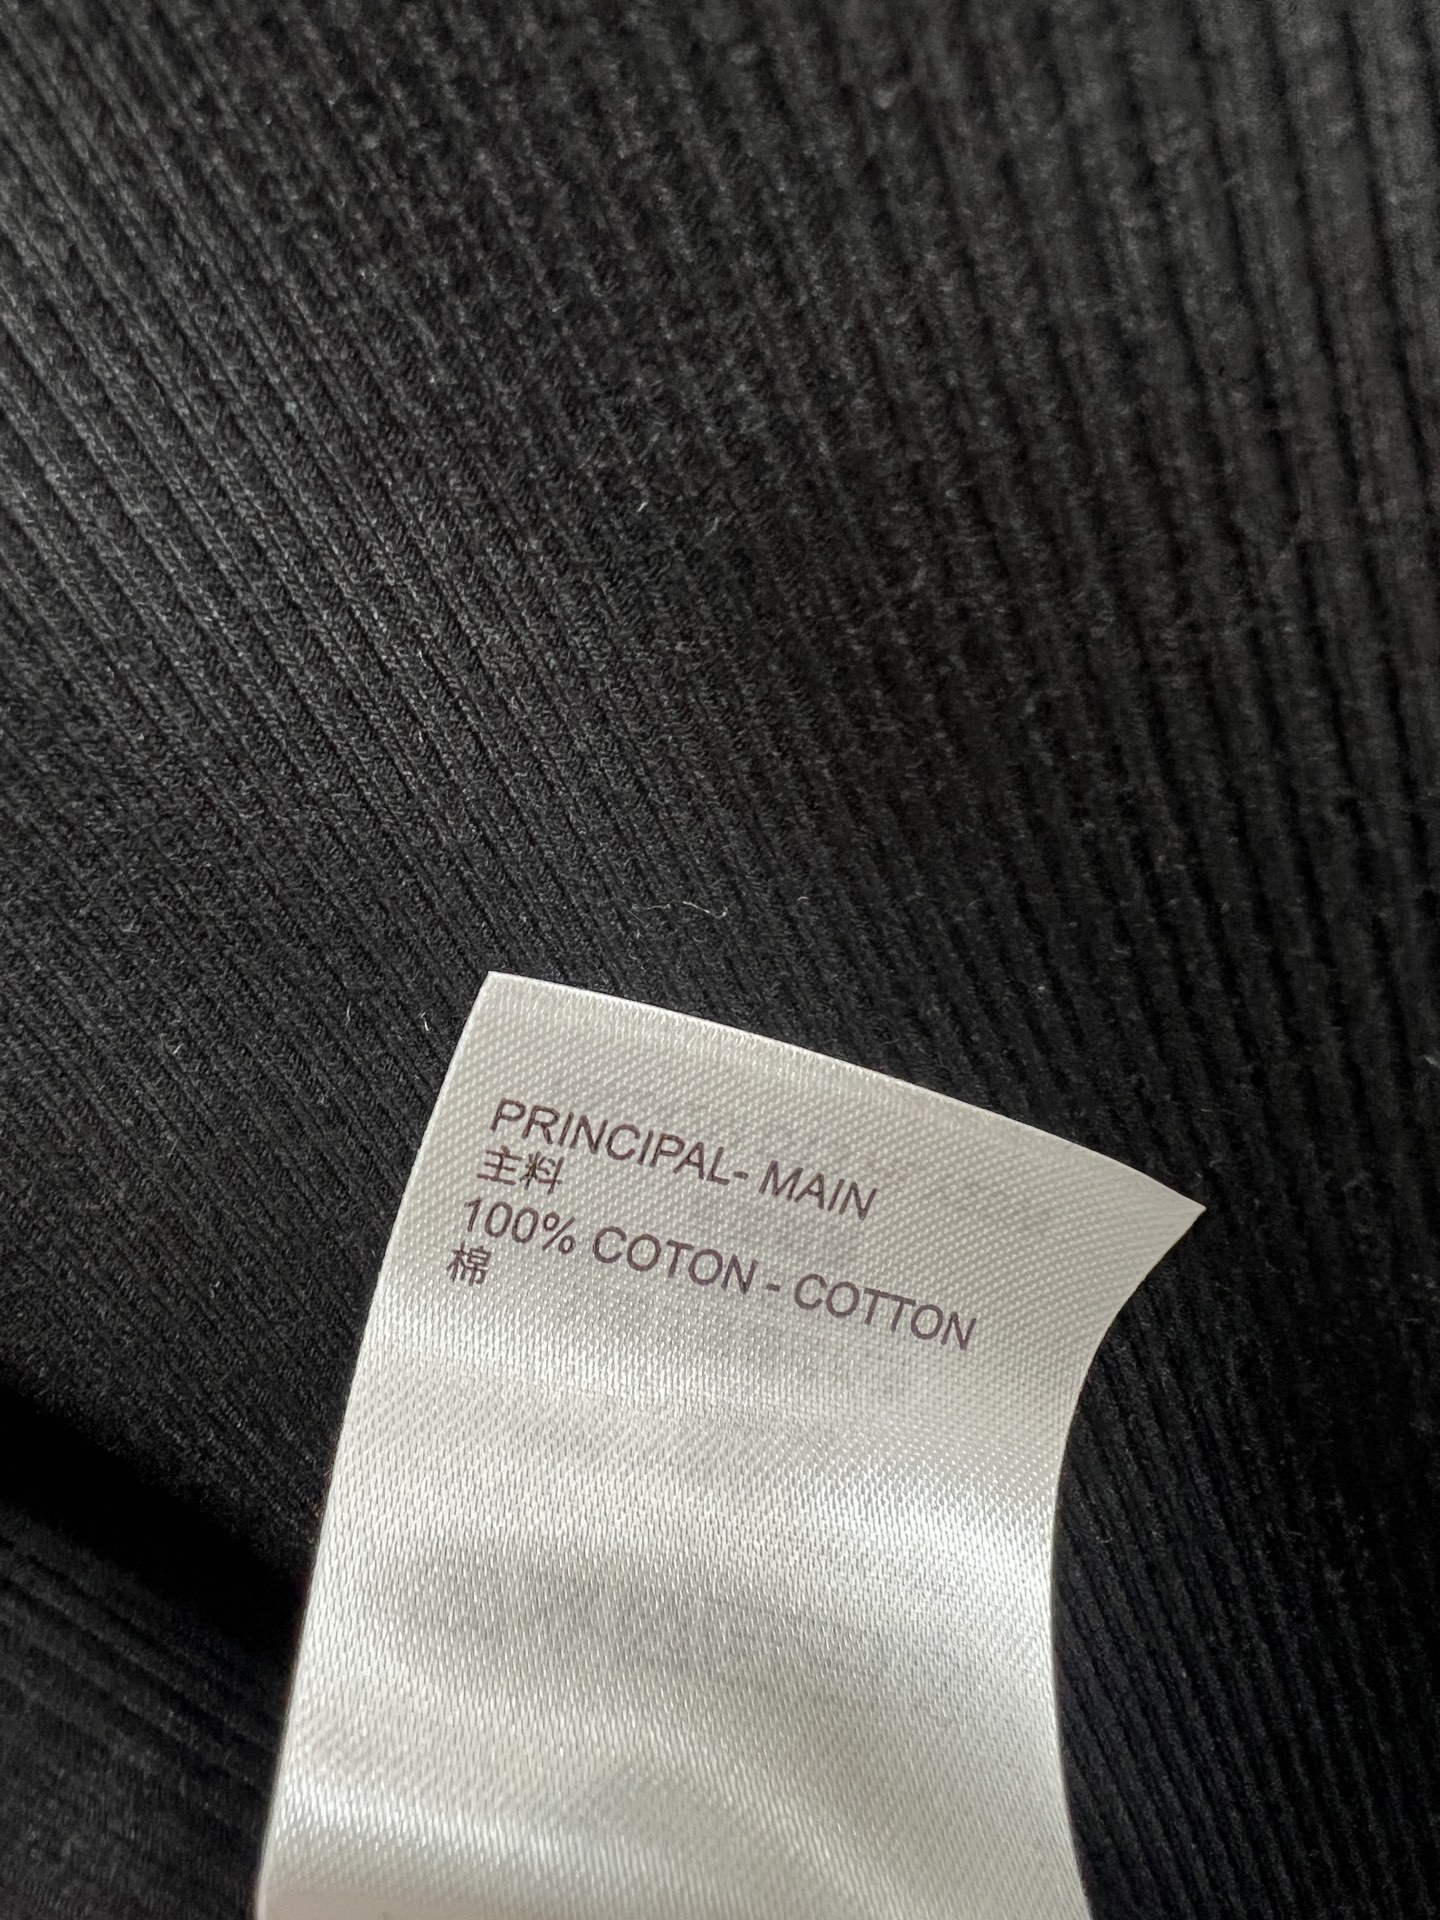 PRINCIPAL- MAIN
主料
100% COTON - COTTON
棉